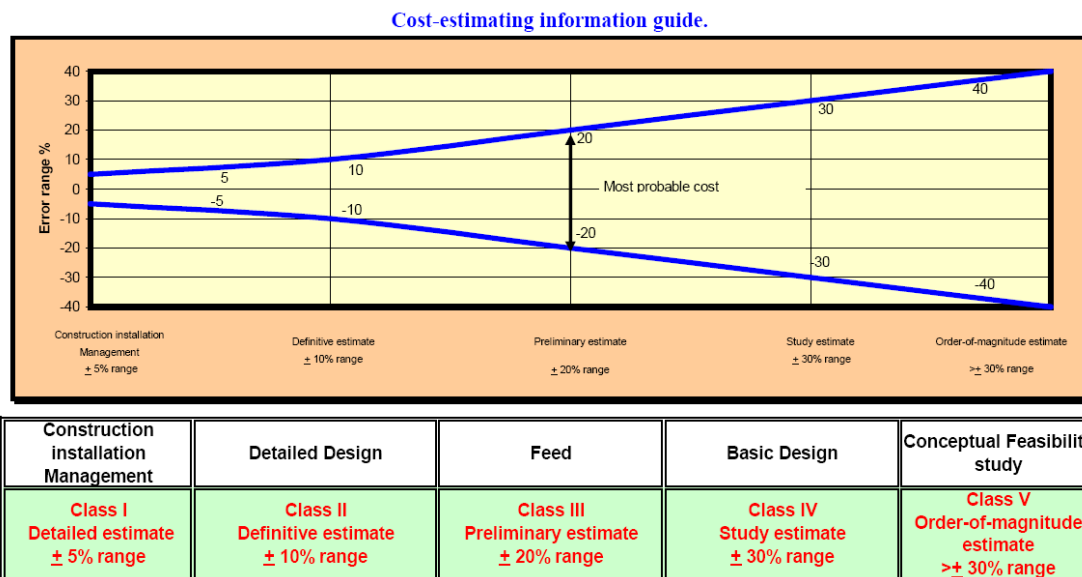 Cost-estimating information guide.
40
30
20
10
0
-10
-20
-30
-40
Error range %
5
-5
10
-10
20
-20
Most probable cost
30
-30
40
-40
Construction installation
Management
± 5% range
Definitive estimate
± 10% range
Preliminary estimate
± 20% range
Study estimate
± 30% range
Order-of-magnitude estimate
>± 30% range
Construction
installation
Management
Detailed Design
Feed
Basic Design
Conceptual Feasibilit
study
Class I
Detailed estimate
± 5% range
Class II
Definitive estimate
± 10% range
Class III
Preliminary estimate
± 20% range
Class IV
Study estimate
± 30% range
Class V
Order-of-magnitude
estimate
>± 30% range